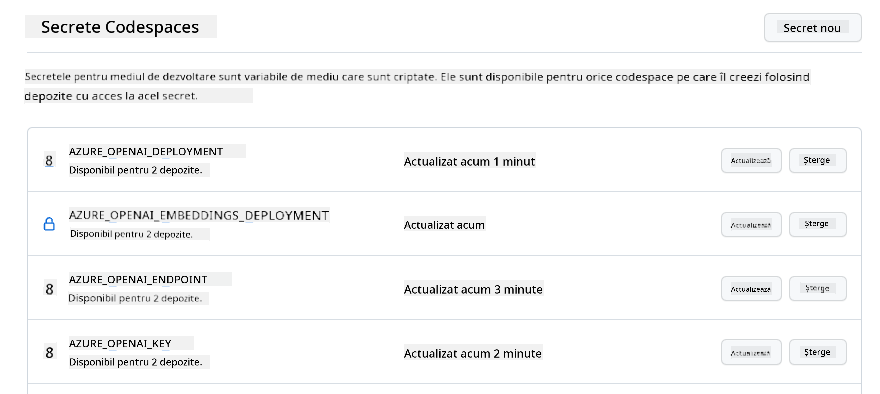 Secrete Codespaces
Secret nou
Secretele pentru mediul de dezvoltare sunt variabile de mediu care sunt criptate. Ele sunt disponibile pentru orice codespace pe care îl creezi folosind
depozite cu acces la acel secret.
8 AZURE_OPENAI_DEPLOYMENT
Disponibil pentru 2 depozite.
Actualizat acum 1 minut
Actualizează
Șterge
AZURE_OPENAI_EMBEDDINGS_DEPLOYMENT
Disponibil pentru 2 depozite.
Actualizat acum
Actualizează
Șterge
8 AZURE_OPENAI_ENDPOINT
Disponibil pentru 2 depozite.
Actualizat acum 3 minute
Actualizează
Șterge
8 AZURE_OPENAI_KEY
Disponibil pentru 2 depozite.
Actualizat acum 2 minute
Actualizează
Șterge